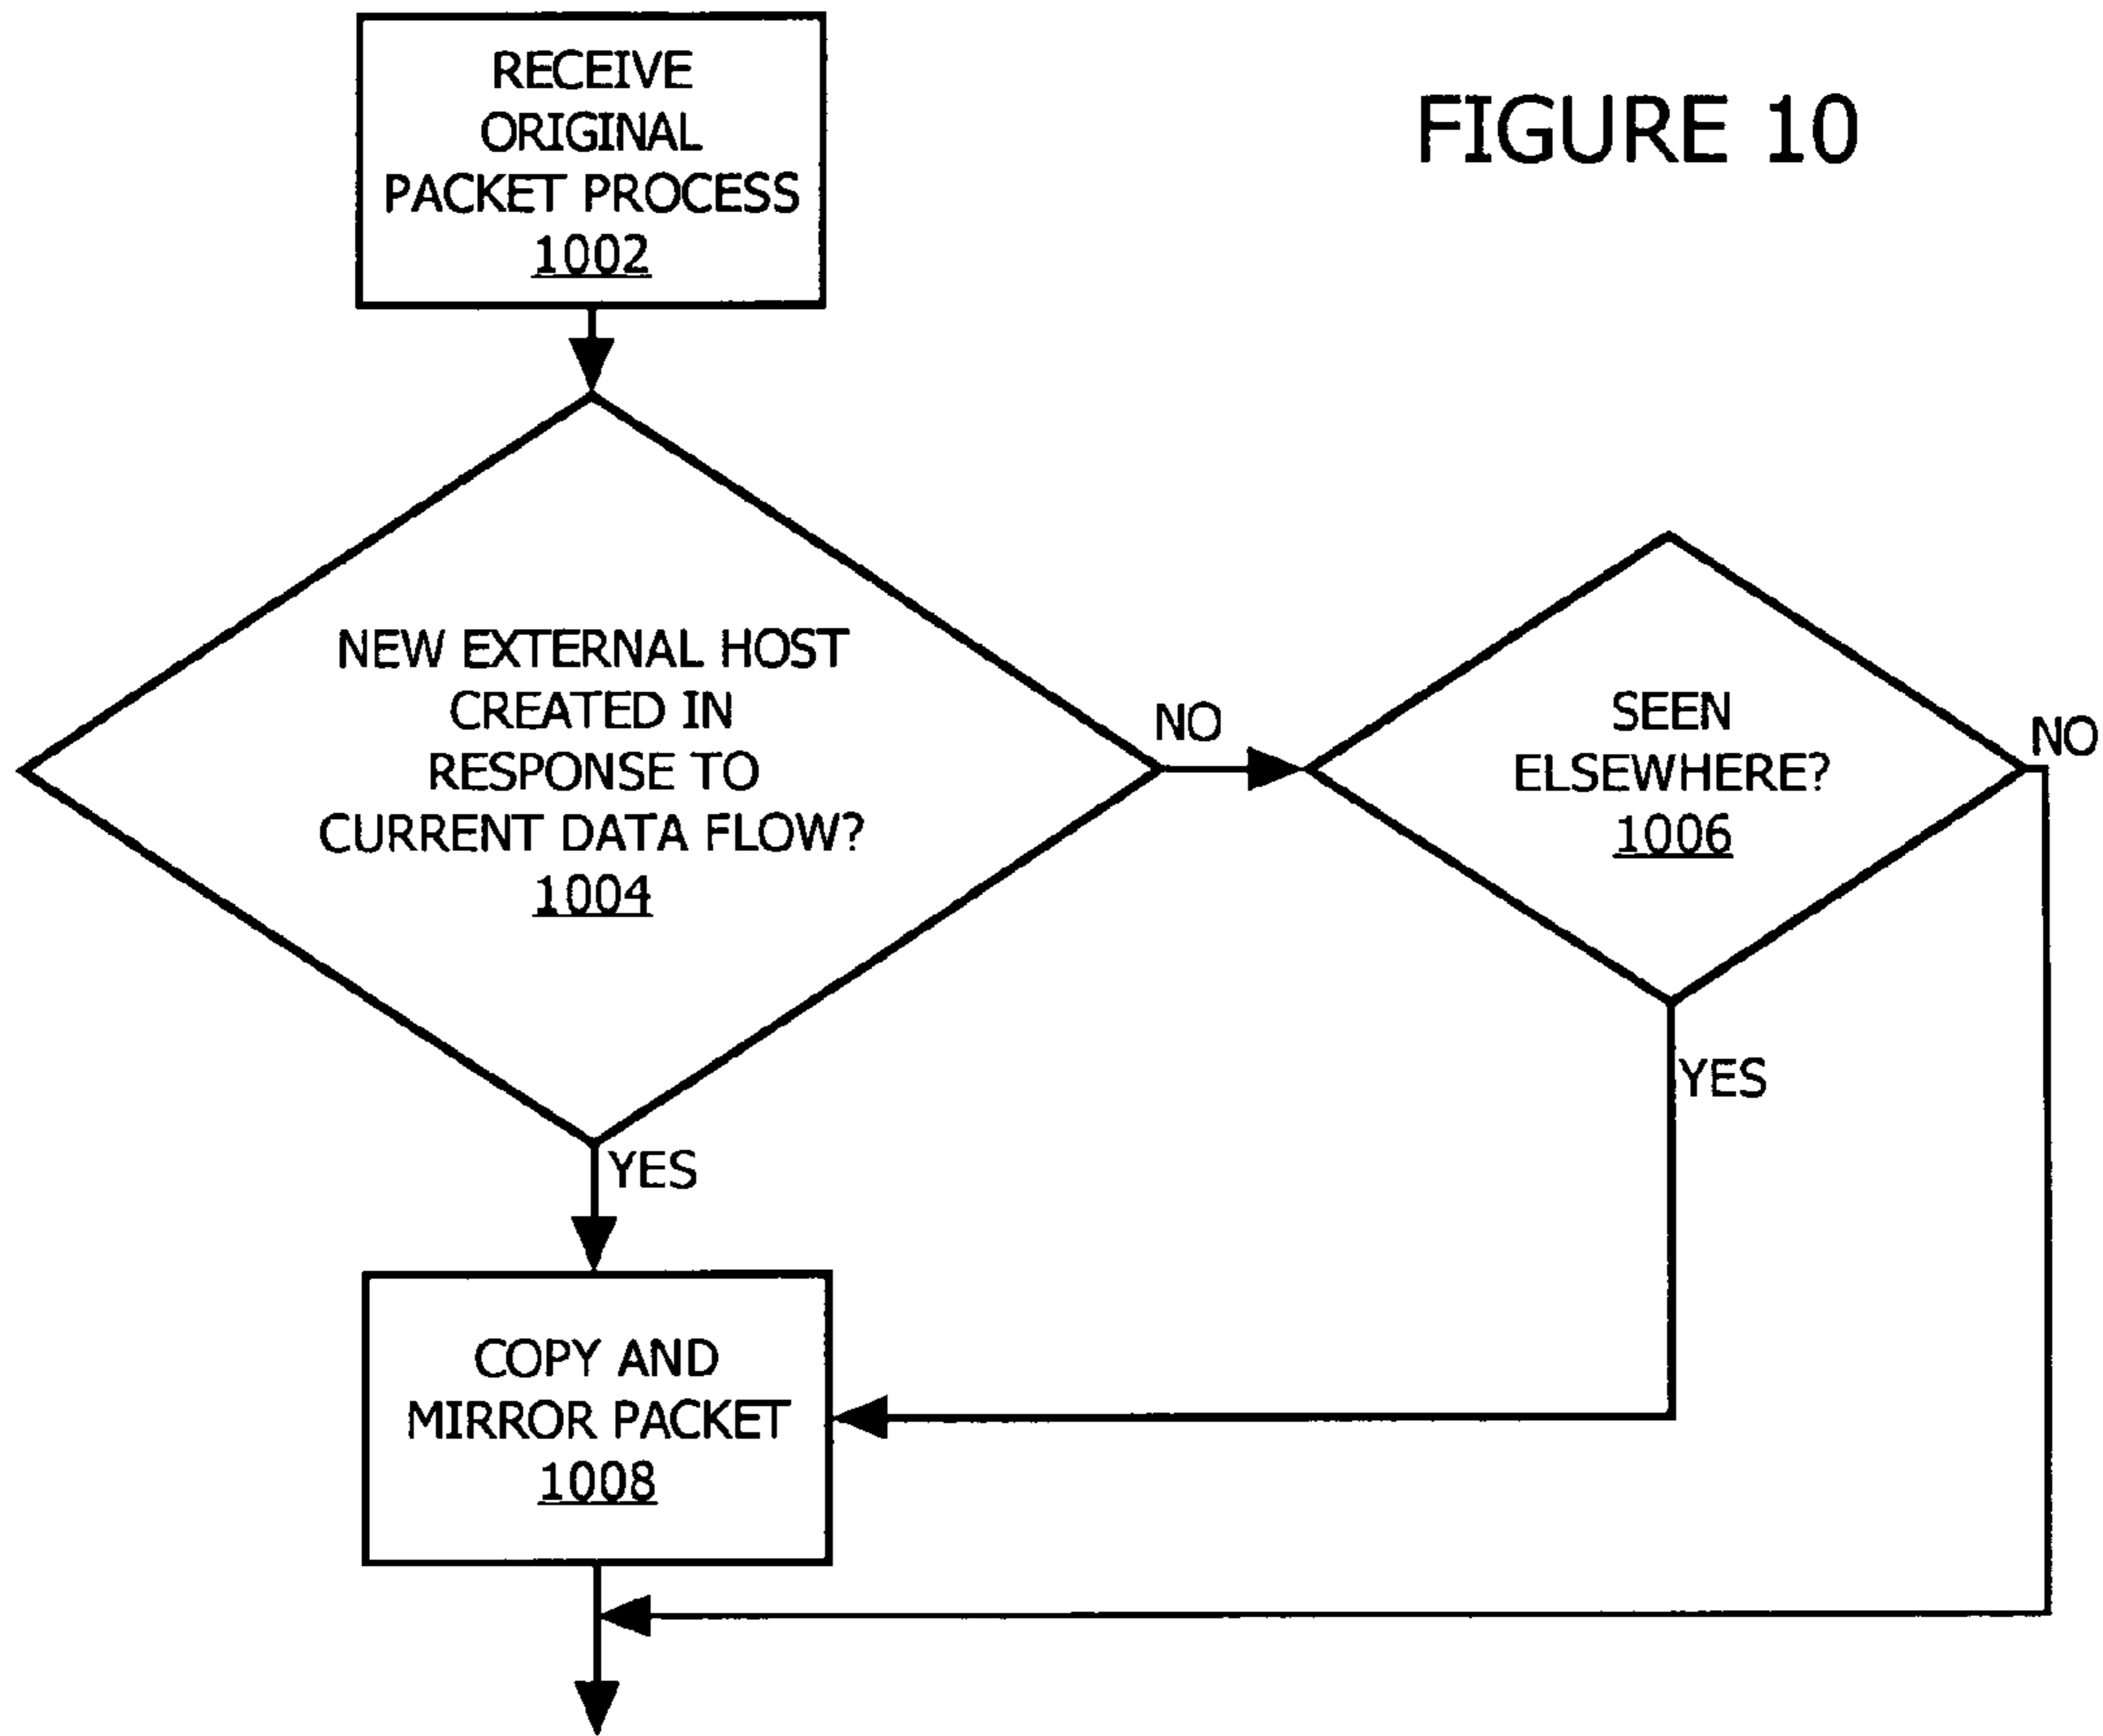 RECEIVE
ORIGINAL
PACKET PROCESS
1002
FIGURE 10
NEW EXTERNAL HOST
CREATED IN
RESPONSE TO
CURRENT DATA FLOW?
1004
NO
SEEN
ELSEWHERE?
1006
NO
YES
YES
COPY AND
MIRROR PACKET
1008